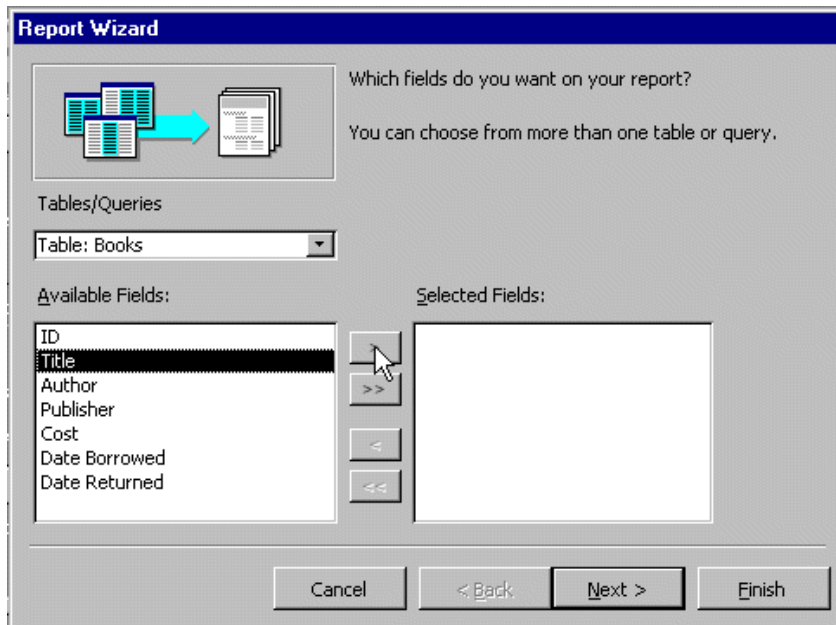 Report Wizard
Which fields do you want on your report?
You can choose from more than one table or query.
Tables/Queries
Table: Books
Available Fields:
Selected Fields:
ID
Title
Author
Publisher
Cost
Date Borrowed
Date Returned
>
>>
<
<<
Cancel
< Back
Next >
Finish